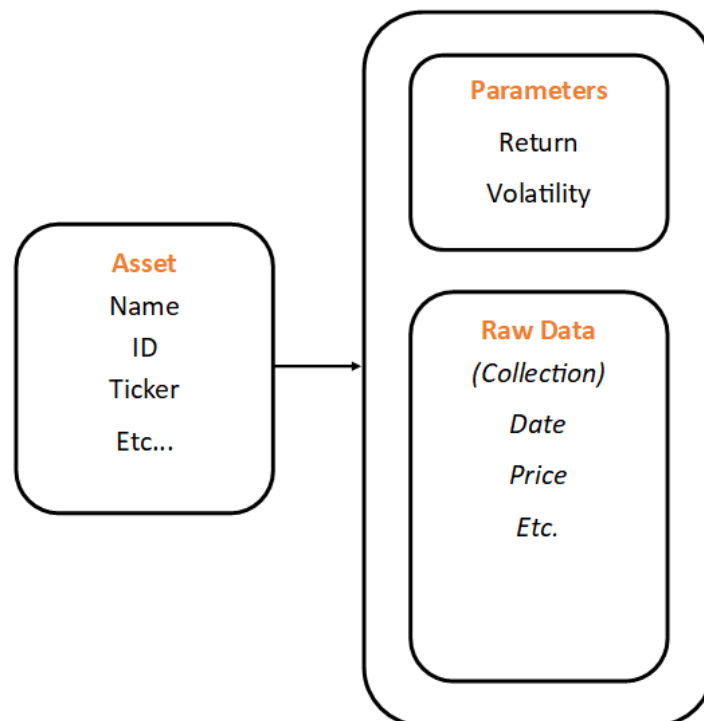 Asset
Name
ID
Ticker
Etc...
Parameters
Return
Volatility
Raw Data
(Collection)
Date
Price
Etc.